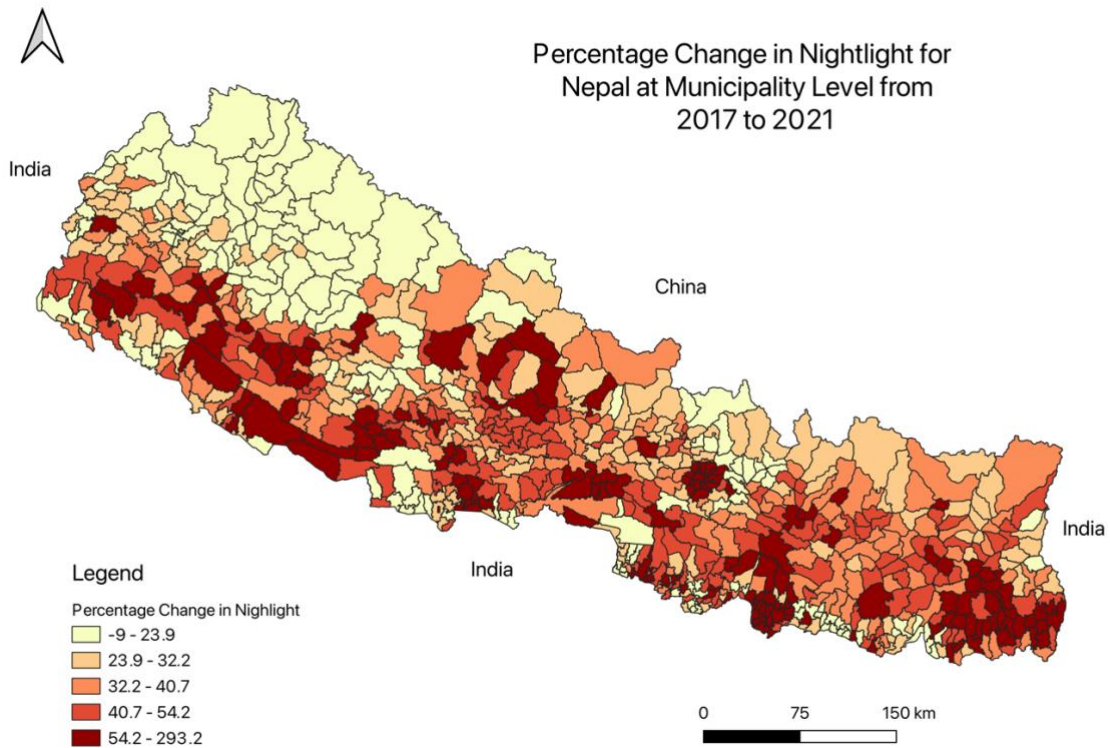 Percentage Change in Nightlight for
Nepal at Municipality Level from
2017 to 2021
India
China
India
India
Legend
Percentage Change in Nighlight
-9 - 23.9
23.9 - 32.2
32.2 - 40.7
40.7 - 54.2
54.2 - 293.2
0 75 150 km